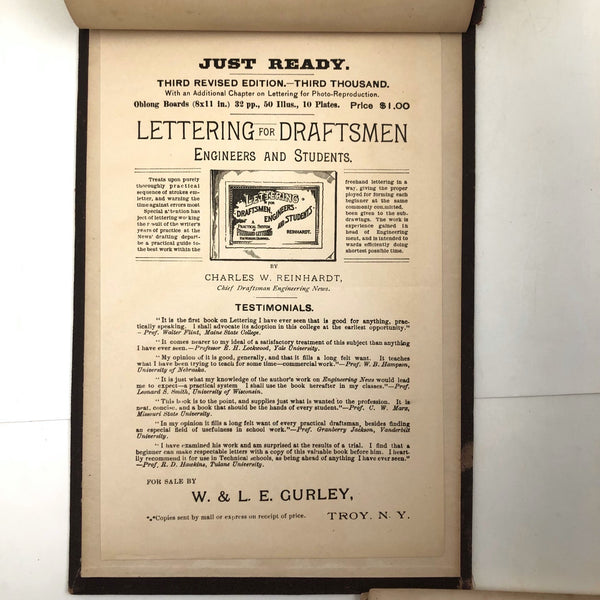 JUST READY.
THIRD REVISED EDITION.—THIRD THOUSAND.
With an Additional Chapter on Lettering for Photo-Reproduction.
Oblong Boards (8x11 in.) 32 pp., 50 Illus., 10 Plates. Price $1.00
LETTERING FOR DRAFTSMEN
ENGINEERS AND STUDENTS.
Treats upon purely
thoroughly practical
sequence of strokes em-
letter, and warning the
time against errors most
Special attention has
ject of lettering working
the result of the writer's
years of practice at the
News' drafting depart-
be a practical guide to-
the best work within the
LETTERING
FOR
DRAFTSMEN,
ENGINEERS
AND STUDENTS
A
PRACTICAL SYSTEM
OF
FREEHAND LETTERING
FOR WORKING DRAWINGS.
REINHARDT.
freehand lettering in a
way, giving the proper
ployed for forming each
beginner at the same
commonly committed.
been given to the sub-
drawings. The work is
experience gained in
head of Engineering
ment, and is intended to
wards efficiently doing
shortest possible time.
BY
CHARLES W. REINHARDT,
Chief Draftsman Engineering News.
TESTIMONIALS.
"It is the first book on Lettering I have ever seen that is good for anything, prac-
tically speaking. I shall advocate its adoption in this college at the earliest opportunity."
—Prof. Walter Flint, Maine State College.
"It comes nearer to my ideal of a satisfactory treatment of this subject than anything
I have ever seen.—Professor E. H. Lockwood, Yale University.
"My opinion of it is good, generally, and that it fills a long felt want. It teaches
what I have been trying to teach for some time—commercial work."—Prof. W. B. Hampson,
University of Nebraska.
"It is just what my knowledge of the author's work on Engineering News would lead
me to expect—a practical system I shall use the book hereafter in my classes."—Prof.
Leonard S. Smith, University of Wisconsin.
"This book is to the point, and supplies just what is wanted to the profession. It is
neat, concise, and a book that should be the hands of every student."—Prof. C. W. Marx,
Missouri State University.
"In my opinion it fills a long felt want of every practical draftsman, besides finding
an especial field of usefulness in school work."—Prof. Granberry Jackson, Vanderbilt
University.
"I have examined his work and am surprised at the results of a trial. I find that a
beginner can make respectable letters with a copy of this valuable book before him. I heart-
ily recommend it for use in Technical schools, as being ahead of anything I have ever seen."
—Prof. R. D. Hawkins, Tulane University.
FOR SALE BY
W. & L. E. GURLEY,
*⁎*Copies sent by mail or express on receipt of price. TROY, N. Y.